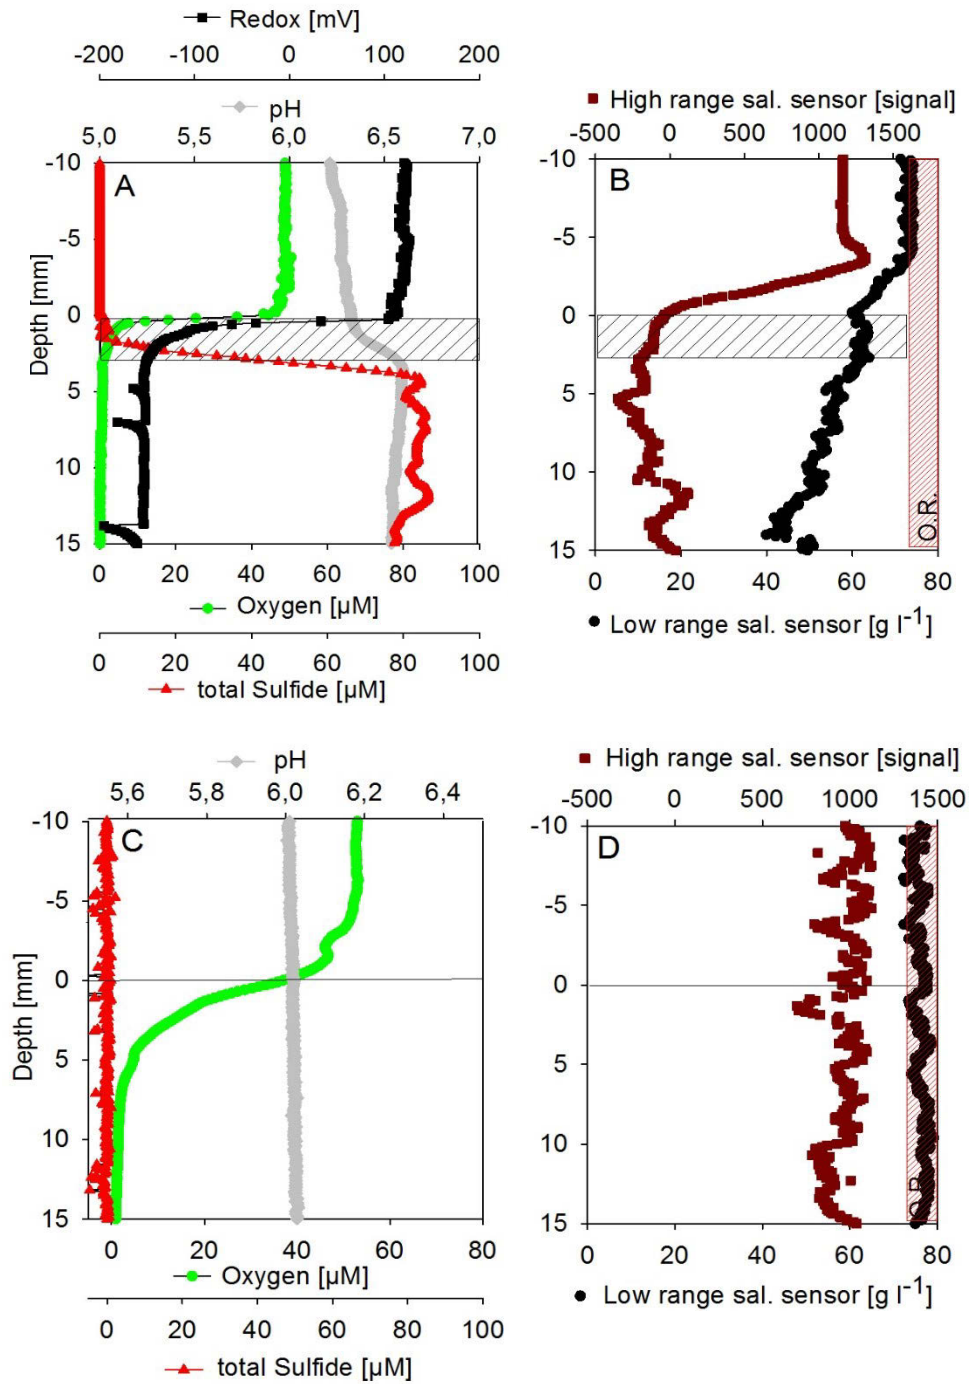 Redox [mV]
-200 -100 0 100 200
pH
5,0 5,5 6,0 6,5 7,0
High range sal. sensor [signal]
-500 0 500 1000 1500
A
B
-10
-5
0
5
10
15
Depth [mm]
-10
-5
0
5
10
15
O.R.
0 20 40 60 80 100
Oxygen [µM]
0 20 40 60 80 100
total Sulfide [µM]
0 20 40 60 80
Low range sal. sensor [g l-1]
pH
5,6 5,8 6,0 6,2 6,4
High range sal. sensor [signal]
-500 0 500 1000 1500
C
D
-10
-5
0
5
10
15
Depth [mm]
-10
-5
0
5
10
15
0 20 40 60 80
Oxygen [µM]
0 20 40 60 80 100
total Sulfide [µM]
0 20 40 60 80
Low range sal. sensor [g l-1]